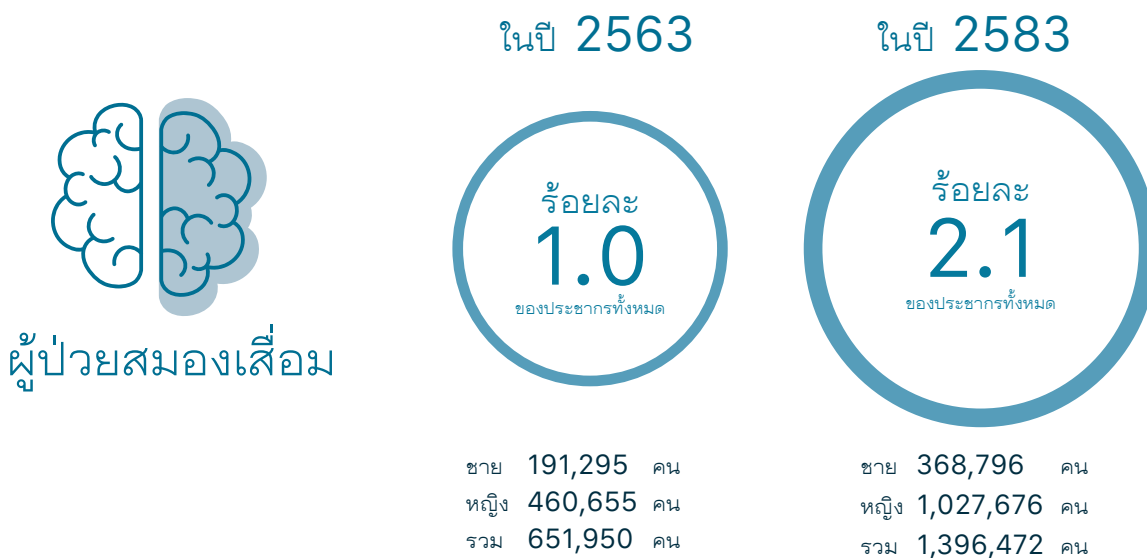 ผู้ป่วยสมองเสื่อม
ในปี 2563
ร้อยละ
1.0
ของประชากรทั้งหมด
ชาย 191,295 คน
หญิง 460,655 คน
รวม 651,950 คน
ในปี 2583
ร้อยละ
2.1
ของประชากรทั้งหมด
ชาย 368,796 คน
หญิง 1,027,676 คน
รวม 1,396,472 คน